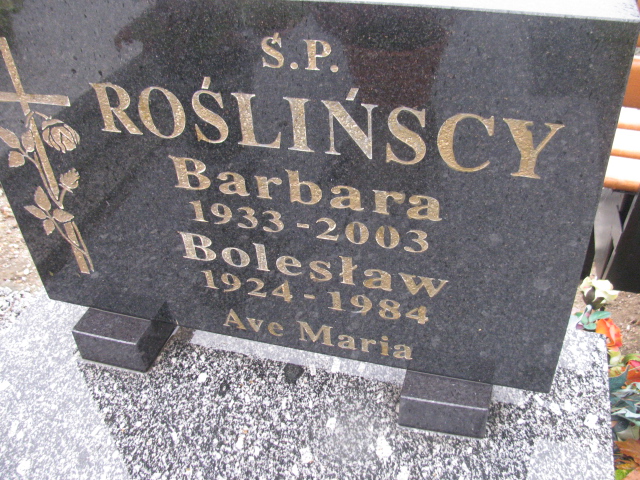 Ś.P.
ROŚLIŃSCY
Barbara
1933-2003
Bolesław
1924-1984
Ave Maria